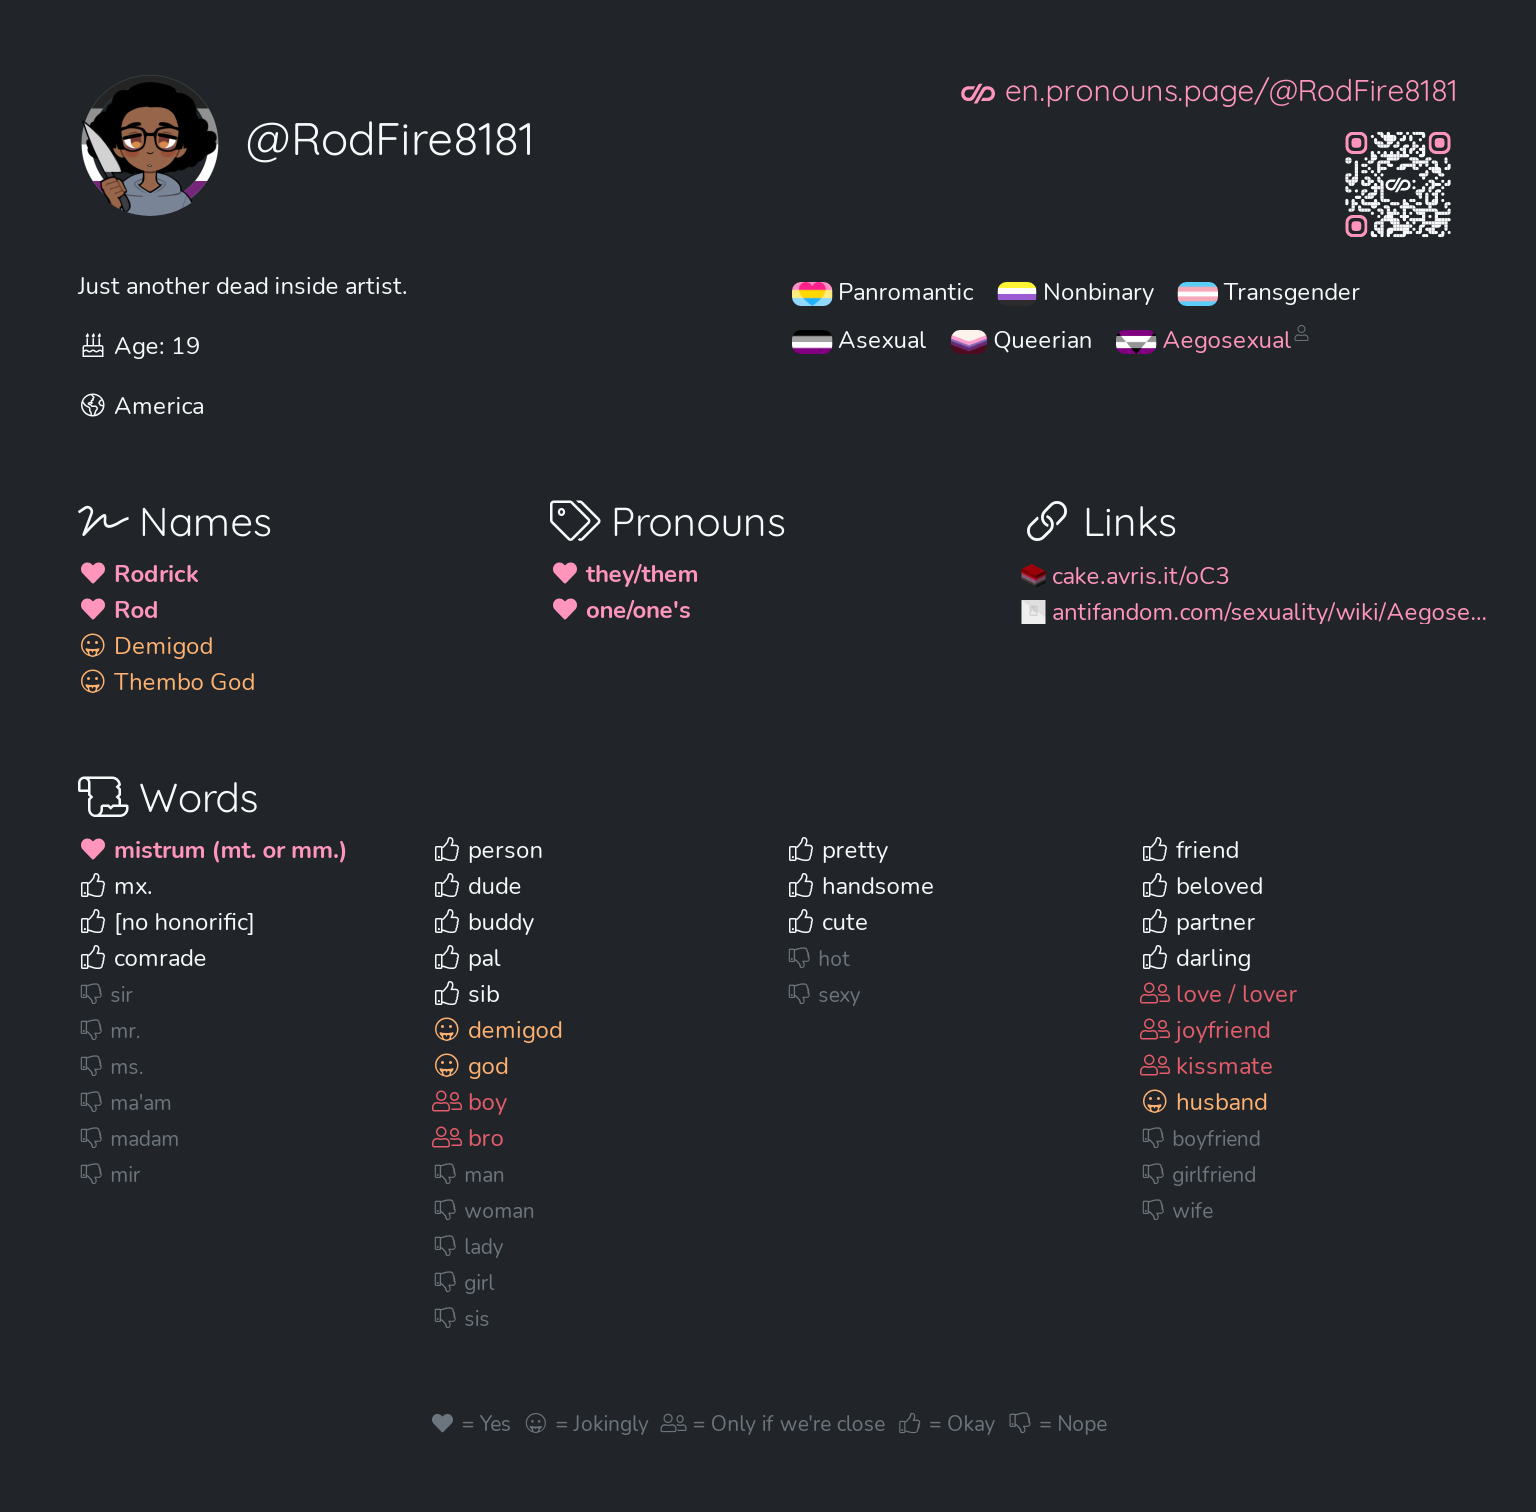 @RodFire8181
en.pronouns.page/@RodFire8181
Just another dead inside artist.
Age: 19
America
Panromantic Nonbinary Transgender
Asexual Queerian Aegosexual
Names
Rodrick
Rod
Demigod
Thembo God
Pronouns
they/them
one/one's
Links
cake.avris.it/oC3
antifandom.com/sexuality/wiki/Aegose...
Words
mistrum (mt. or mm.)
mx.
[no honorific]
comrade
sir
mr.
ms.
ma'am
madam
mir
person
dude
buddy
pal
sib
demigod
god
boy
bro
man
woman
lady
girl
sis
pretty
handsome
cute
hot
sexy
friend
beloved
partner
darling
love / lover
joyfriend
kissmate
husband
boyfriend
girlfriend
wife
= Yes = Jokingly = Only if we're close = Okay = Nope